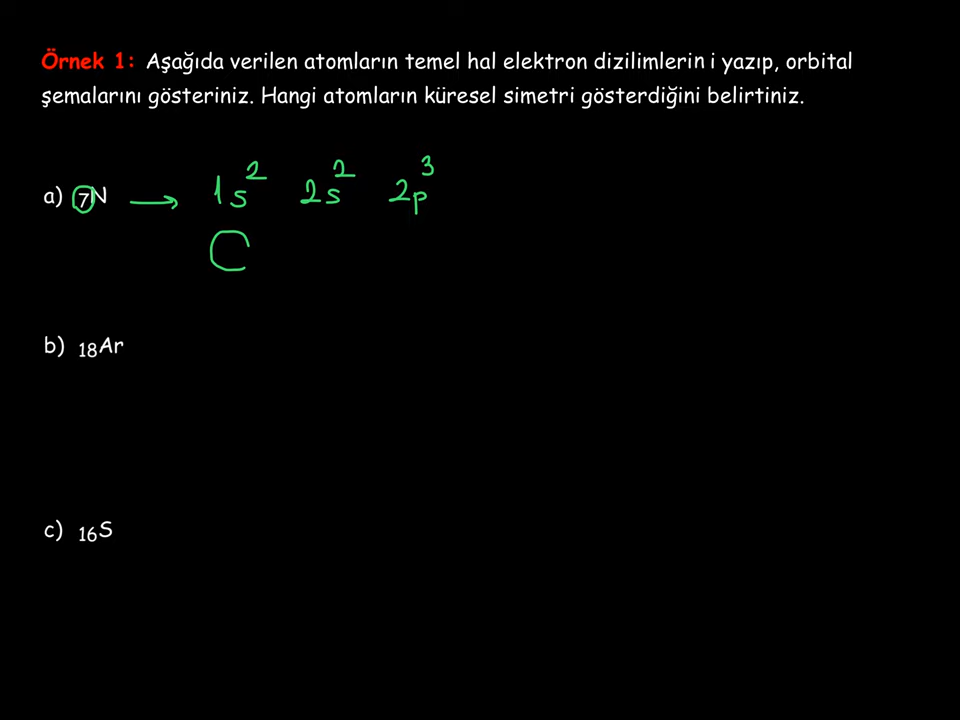 Örnek 1: Aşağıda verilen atomların temel hal elektron dizilimlerin i yazıp, orbital
şemalarını gösteriniz. Hangi atomların küresel simetri gösterdiğini belirtiniz.
a) ₇N → 1s² 2s² 2p³
b) ₁₈Ar
c) ₁₆S